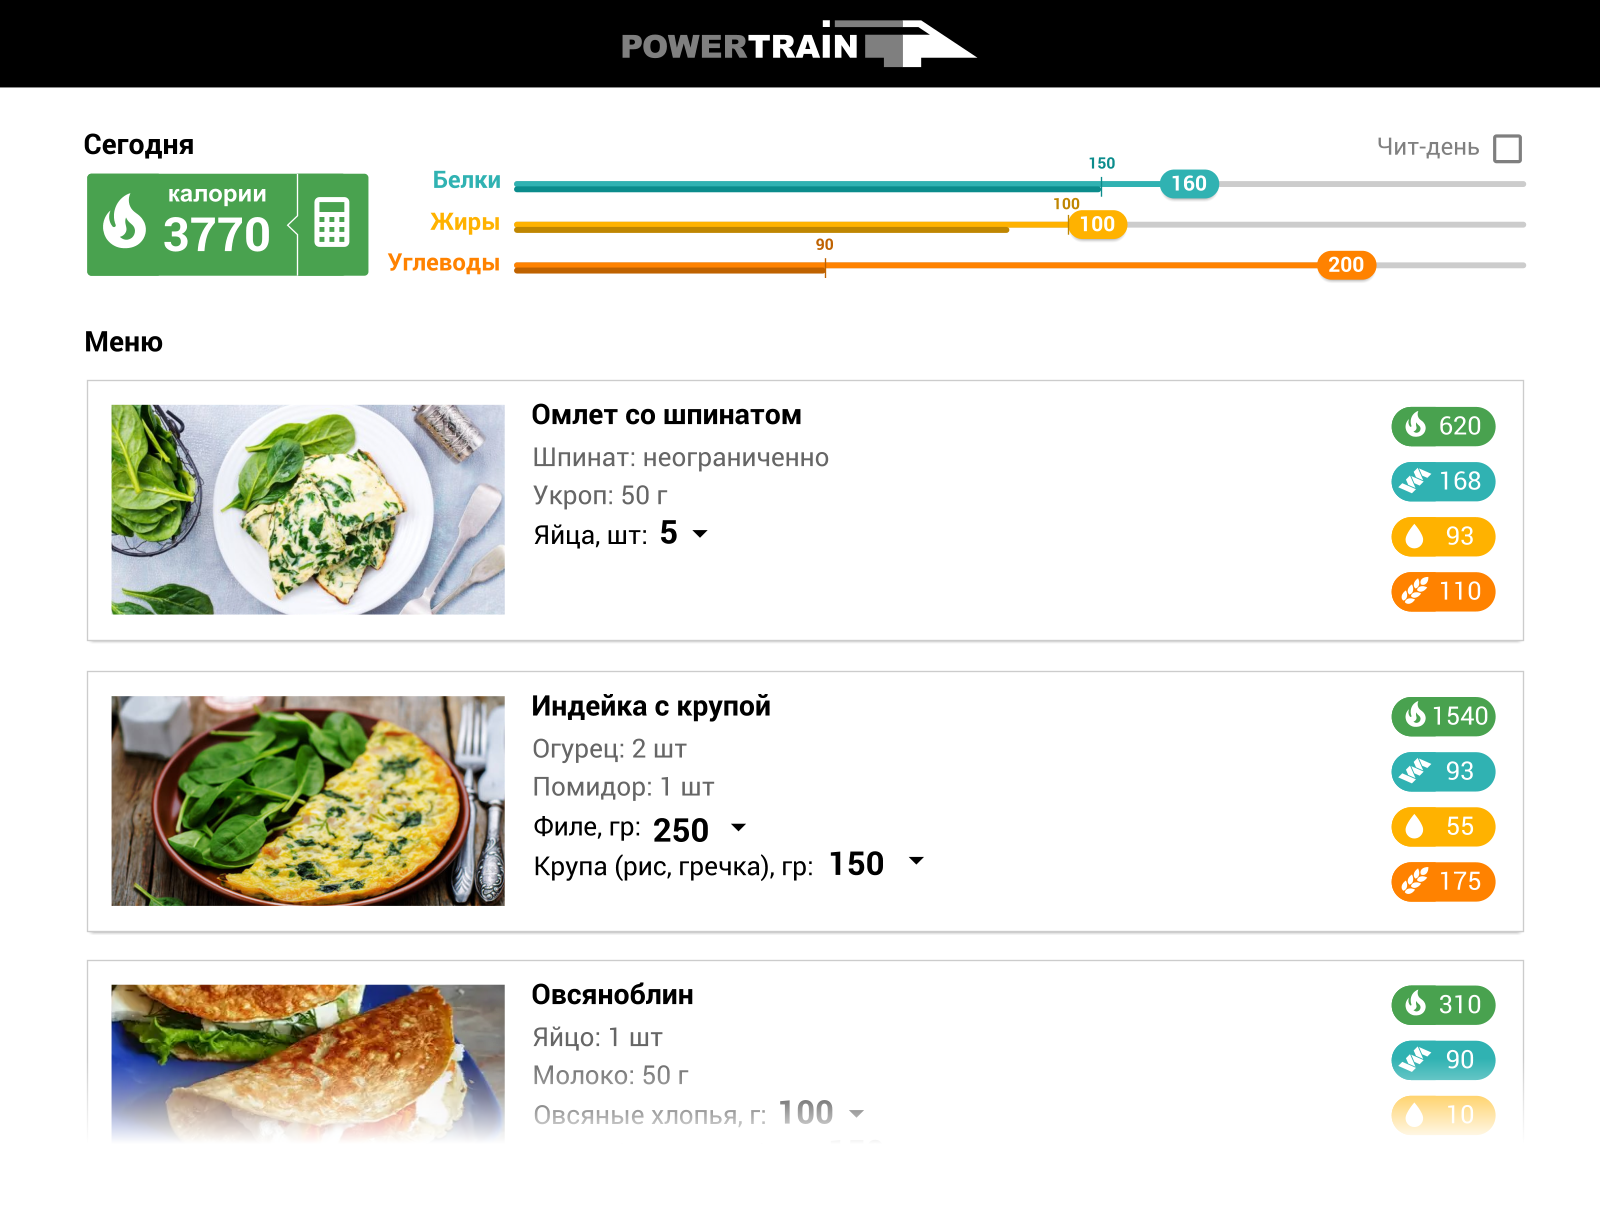 POWERTRAIN
Сегодня
Чит-день
калории
3770
Белки
150
160
Жиры
100
100
Углеводы
90
200
Меню
Омлет со шпинатом
Шпинат: неограниченно
Укроп: 50 г
Яйца, шт: 5
620
168
93
110
Индейка с крупой
Огурец: 2 шт
Помидор: 1 шт
Филе, гр: 250
Крупа (рис, гречка), гр: 150
1540
93
55
175
Овсяноблин
Яйцо: 1 шт
Молоко: 50 г
Овсяные хлопья, г: 100
310
90
10